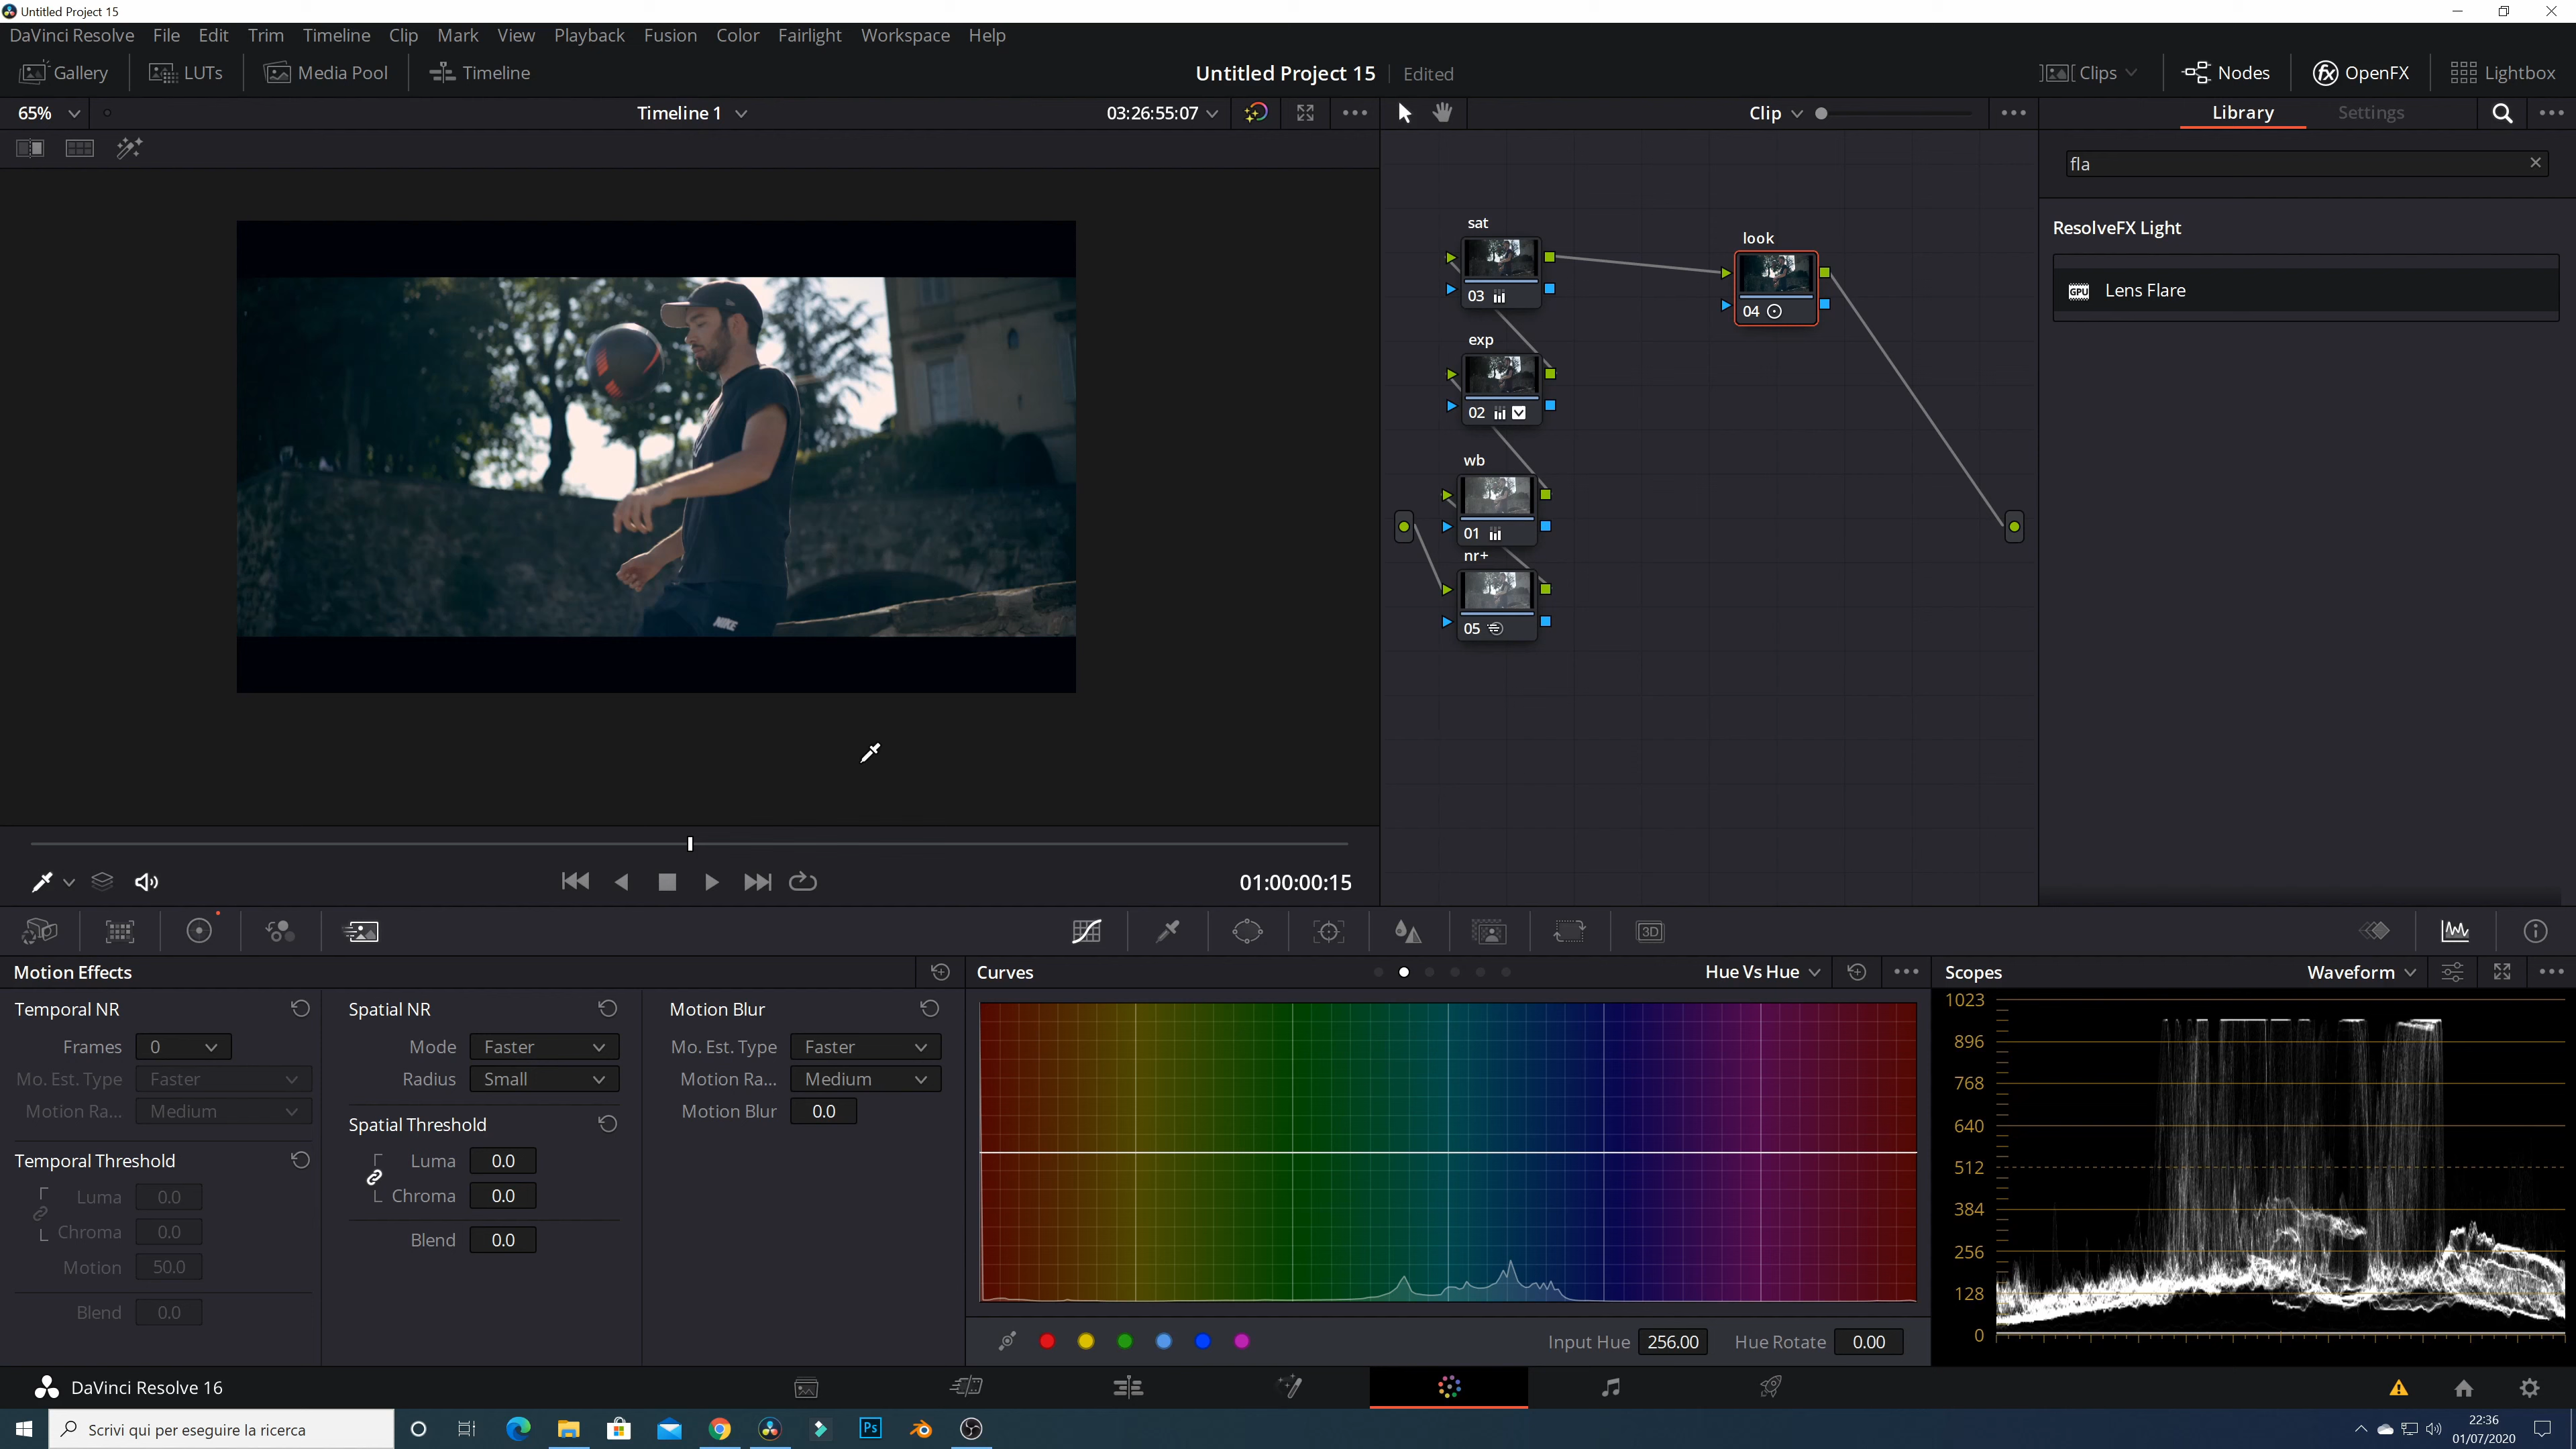 Untitled Project 15
DaVinci Resolve File Edit Trim Timeline Clip Mark View Playback Fusion Color Fairlight Workspace Help
Gallery LUTs Media Pool Timeline Untitled Project 15 Edited Clips Nodes OpenFX Lightbox
65% Timeline 1 03:26:55:07 Clip Library Settings
fla
ResolveFX Light
GPU Lens Flare
sat
03
look
04
exp
02
wb
01
nr+
05
NIKE
01:00:00:15
3D
Motion Effects Curves Hue Vs Hue Scopes Waveform
Temporal NR Spatial NR Motion Blur
Frames 0 Mode Faster Mo. Est. Type Faster
Mo. Est. Type Faster Radius Small Motion Ra... Medium
Motion Ra... Medium Motion Blur 0.0
Spatial Threshold
Temporal Threshold Luma 0.0
Luma 0.0 Chroma 0.0
Chroma 0.0 Blend 0.0
Motion 50.0
Blend 0.0
1023
896
768
640
512
384
256
128
0
Input Hue 256.00 Hue Rotate 0.00
DaVinci Resolve 16
Scrivi qui per eseguire la ricerca
Ps
22:36
01/07/2020